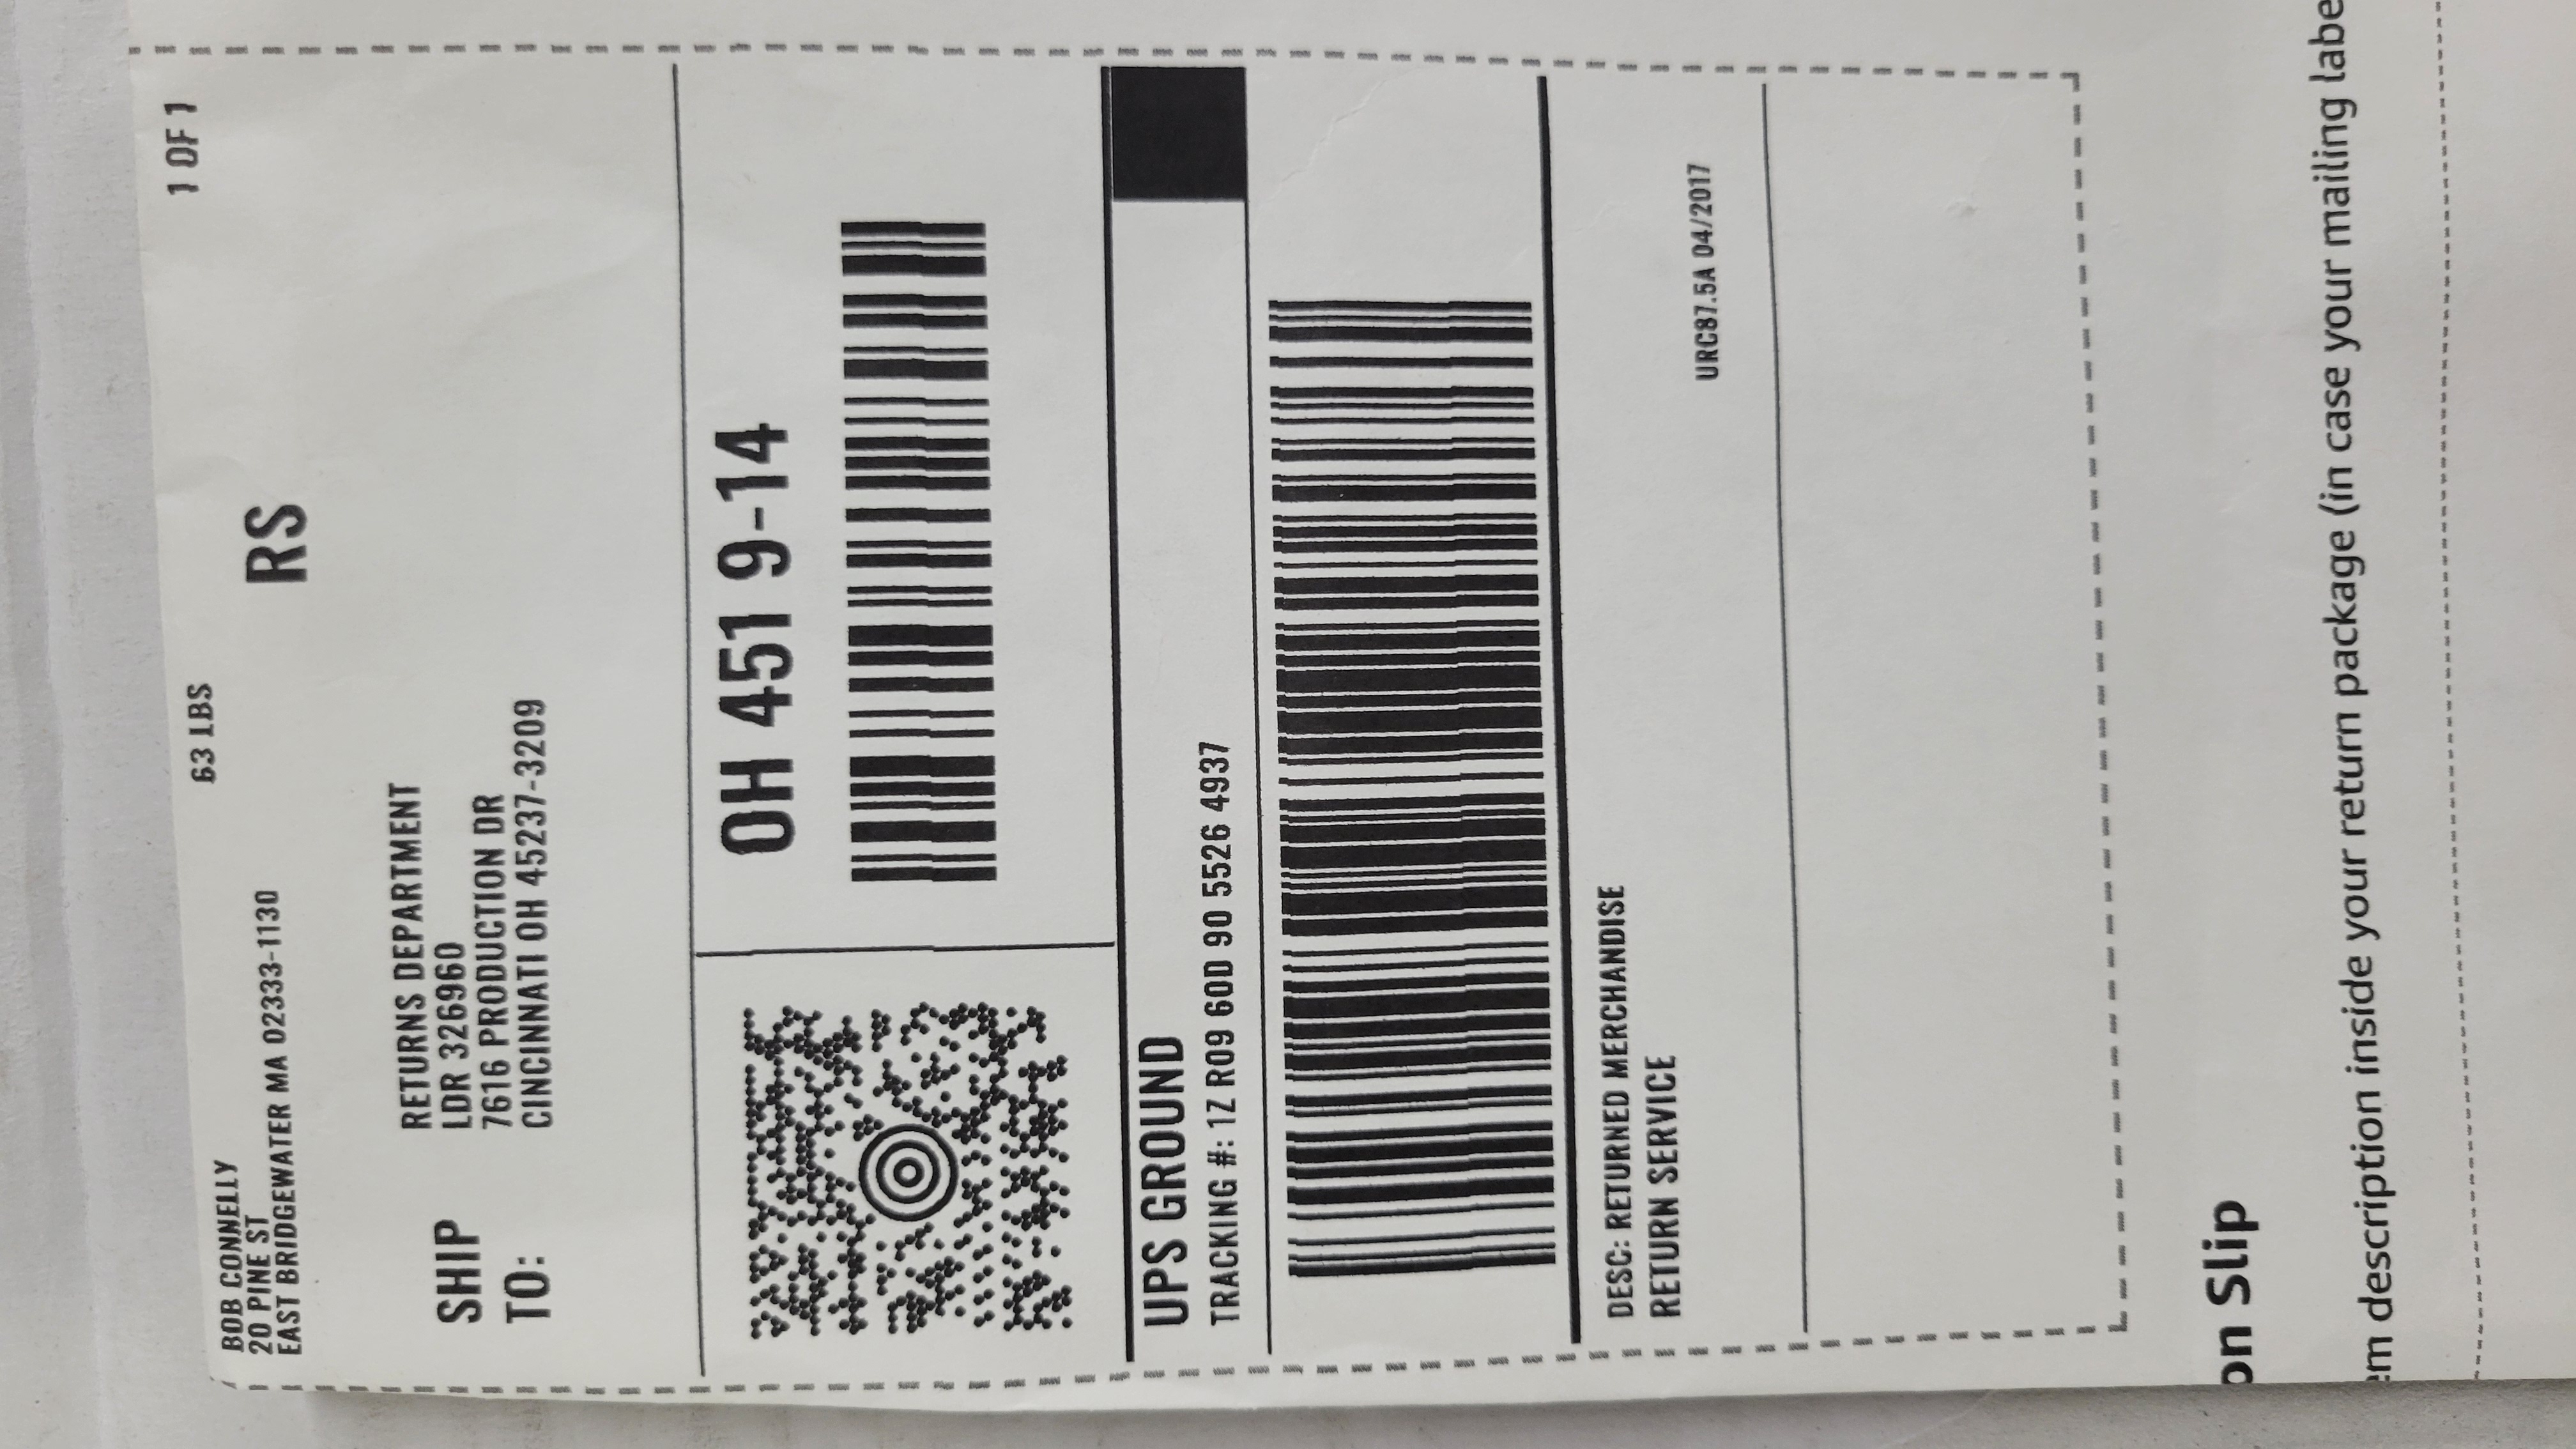 1 OF 1
63 LBS
BOB CONNELLY
20 PINE ST
EAST BRIDGEWATER MA 02333-1130
RS
SHIP
TO:
RETURNS DEPARTMENT
LDR 326960
7616 PRODUCTION DR
CINCINNATI OH 45237-3209
OH 451 9-14
UPS GROUND
TRACKING #: 1Z R09 60D 90 5526 4937
DESC: RETURNED MERCHANDISE
RETURN SERVICE
URC87.5A 04/2017
on Slip
em description inside your return package (in case your mailing labe